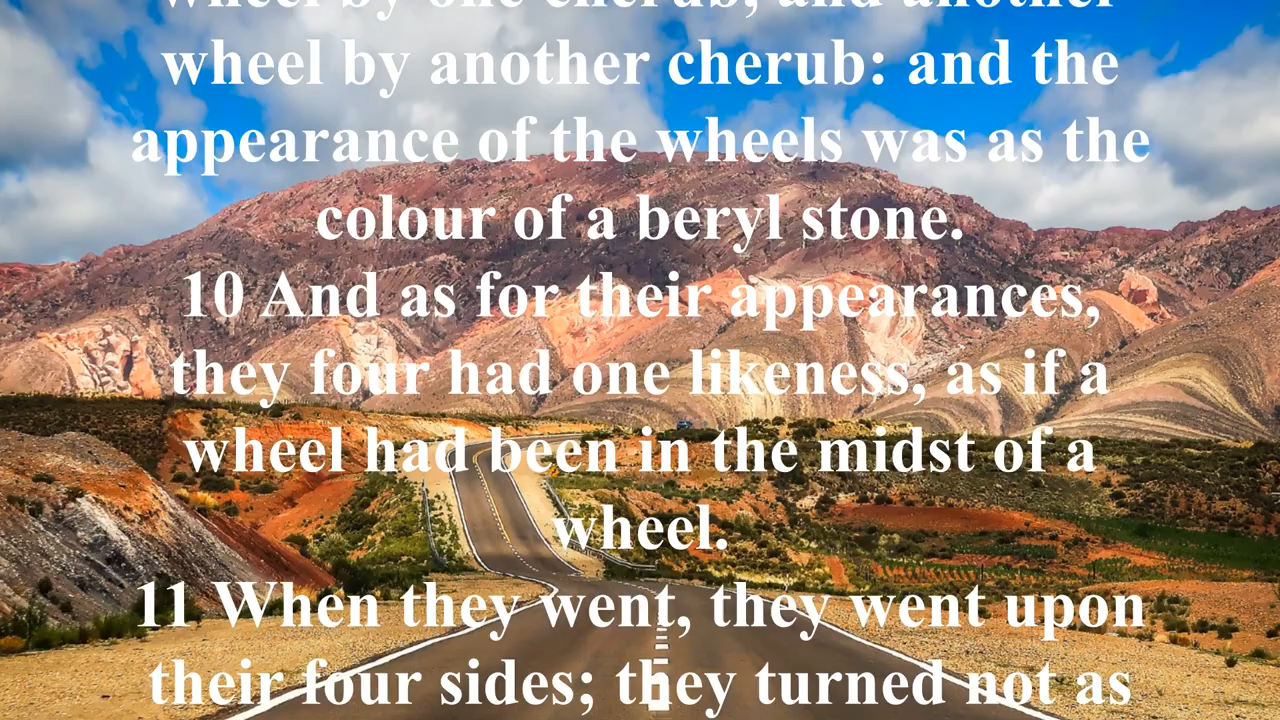 wheel by one cherub, and another
wheel by another cherub: and the
appearance of the wheels was as the
colour of a beryl stone.
10 And as for their appearances,
they four had one likeness, as if a
wheel had been in the midst of a
wheel.
11 When they went, they went upon
their four sides; they turned not as